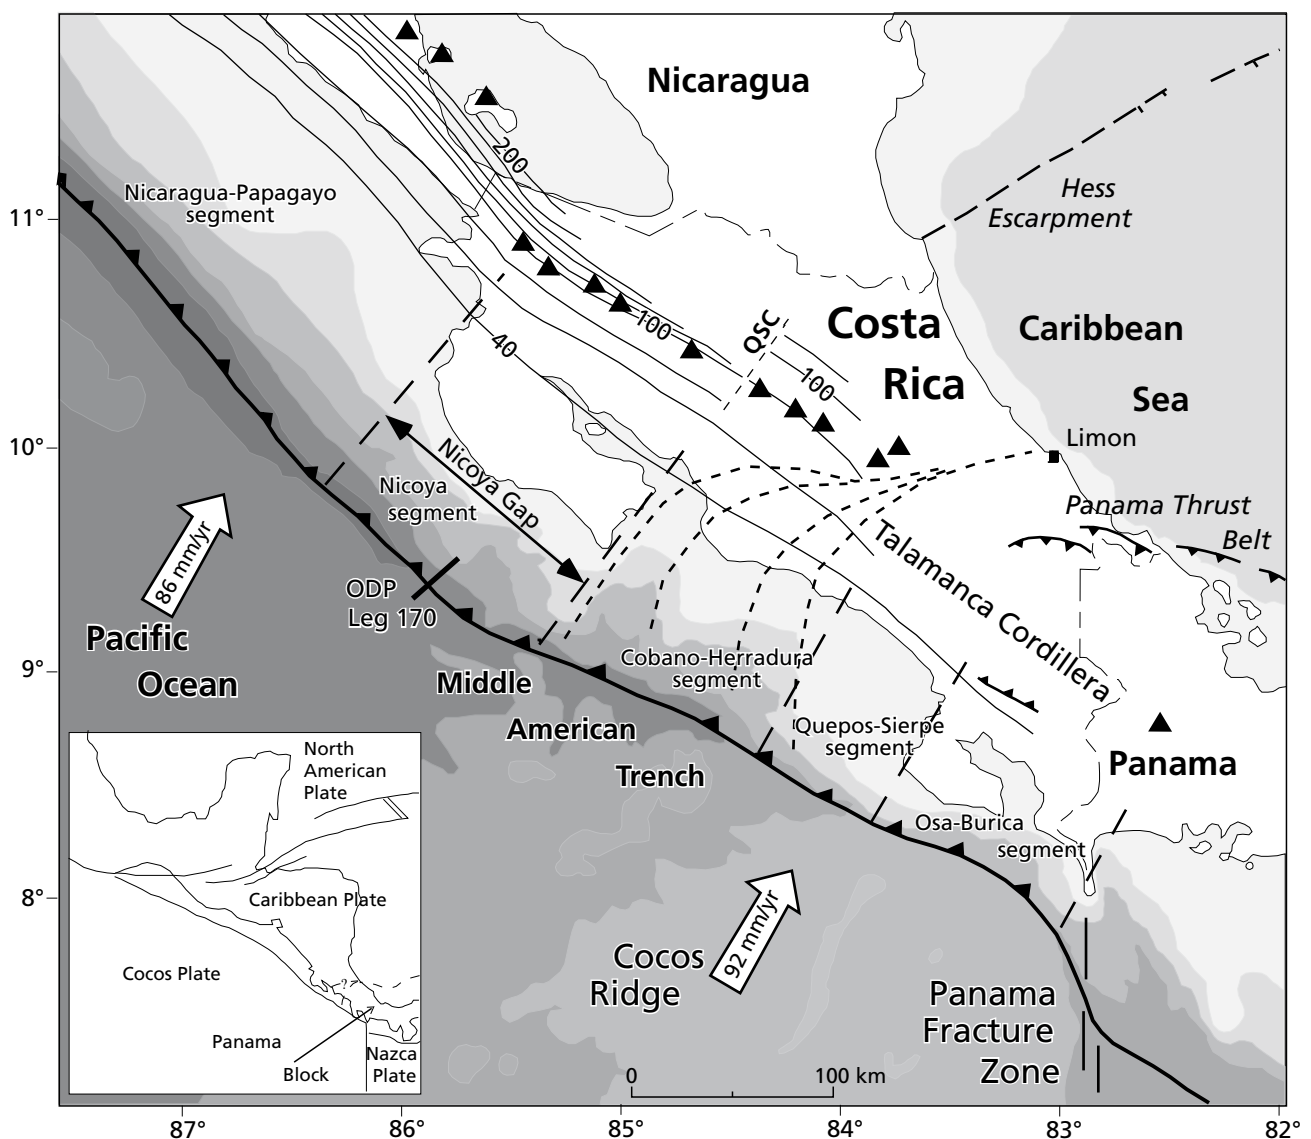 Nicaragua
200
Nicaragua-Papagayo
segment
11°
Hess
Escarpment
100
QSC
Costa
Rica
Caribbean
Sea
40
100
Limon
10°
Nicoya Gap
Nicoya
segment
Panama Thrust
Belt
86 mm/yr
Talamanca Cordillera
ODP
Leg 170
Pacific
Ocean
9°
Cobano-Herradura
segment
Middle
American
Trench
Quepos-Sierpe
segment
Panama
North
American
Plate
Osa-Burica
segment
8°
Caribbean Plate
Cocos Plate
?
Panama
Block
Nazca
Plate
92 mm/yr
Cocos
Ridge
Panama
Fracture
Zone
0
100 km
87°
86°
85°
84°
83°
82°